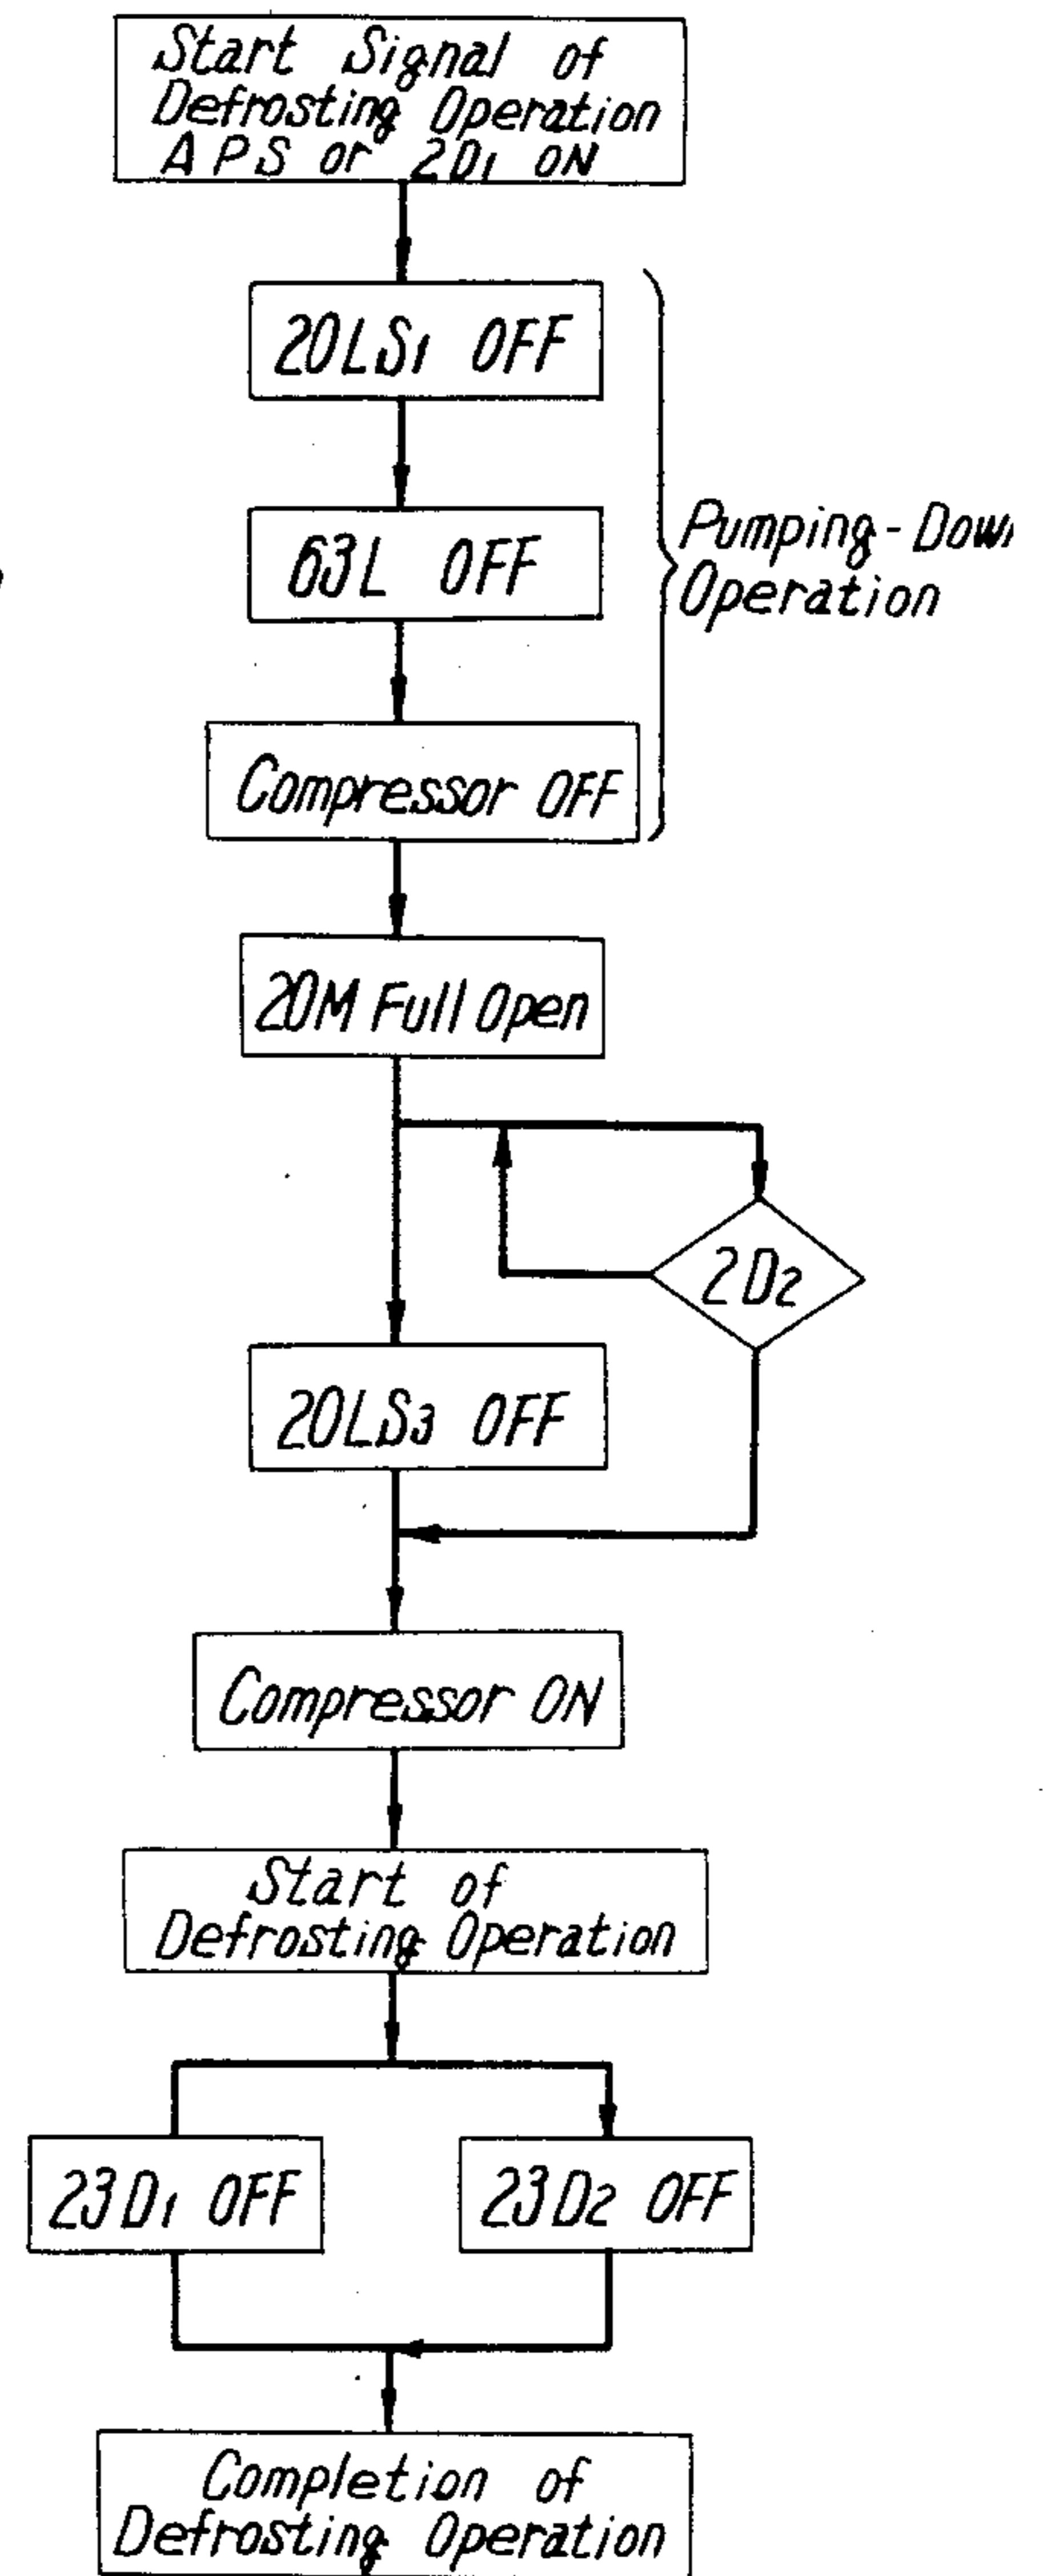 Start Signal of
Defrosting Operation
APS or 2D1 ON
20LS1 OFF
63L OFF
Pumping-Down
Operation
Compressor OFF
20M Full Open
2D2
20LS3 OFF
Compressor ON
Start of
Defrosting Operation
23D1 OFF
23D2 OFF
Completion of
Defrosting Operation